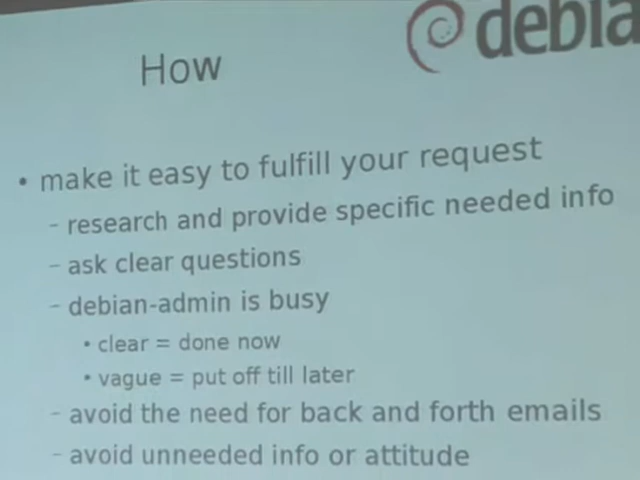 debia
How
• make it easy to fulfill your request
– research and provide specific needed info
– ask clear questions
– debian-admin is busy
• clear = done now
• vague = put off till later
– avoid the need for back and forth emails
– avoid unneeded info or attitude